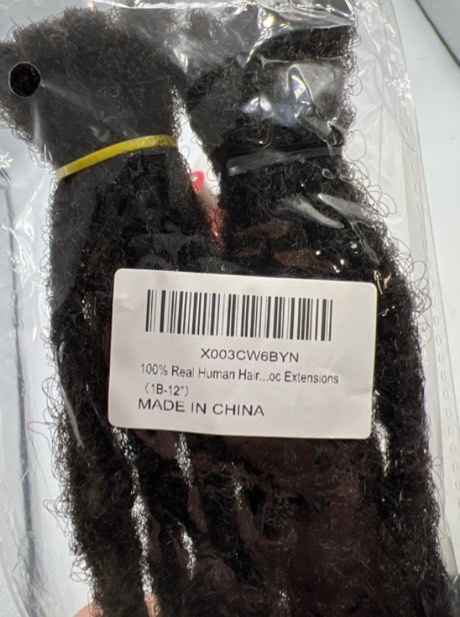 X003CW6BYN
100% Real Human Hair...oc Extensions
（1B-12"）
MADE IN CHINA